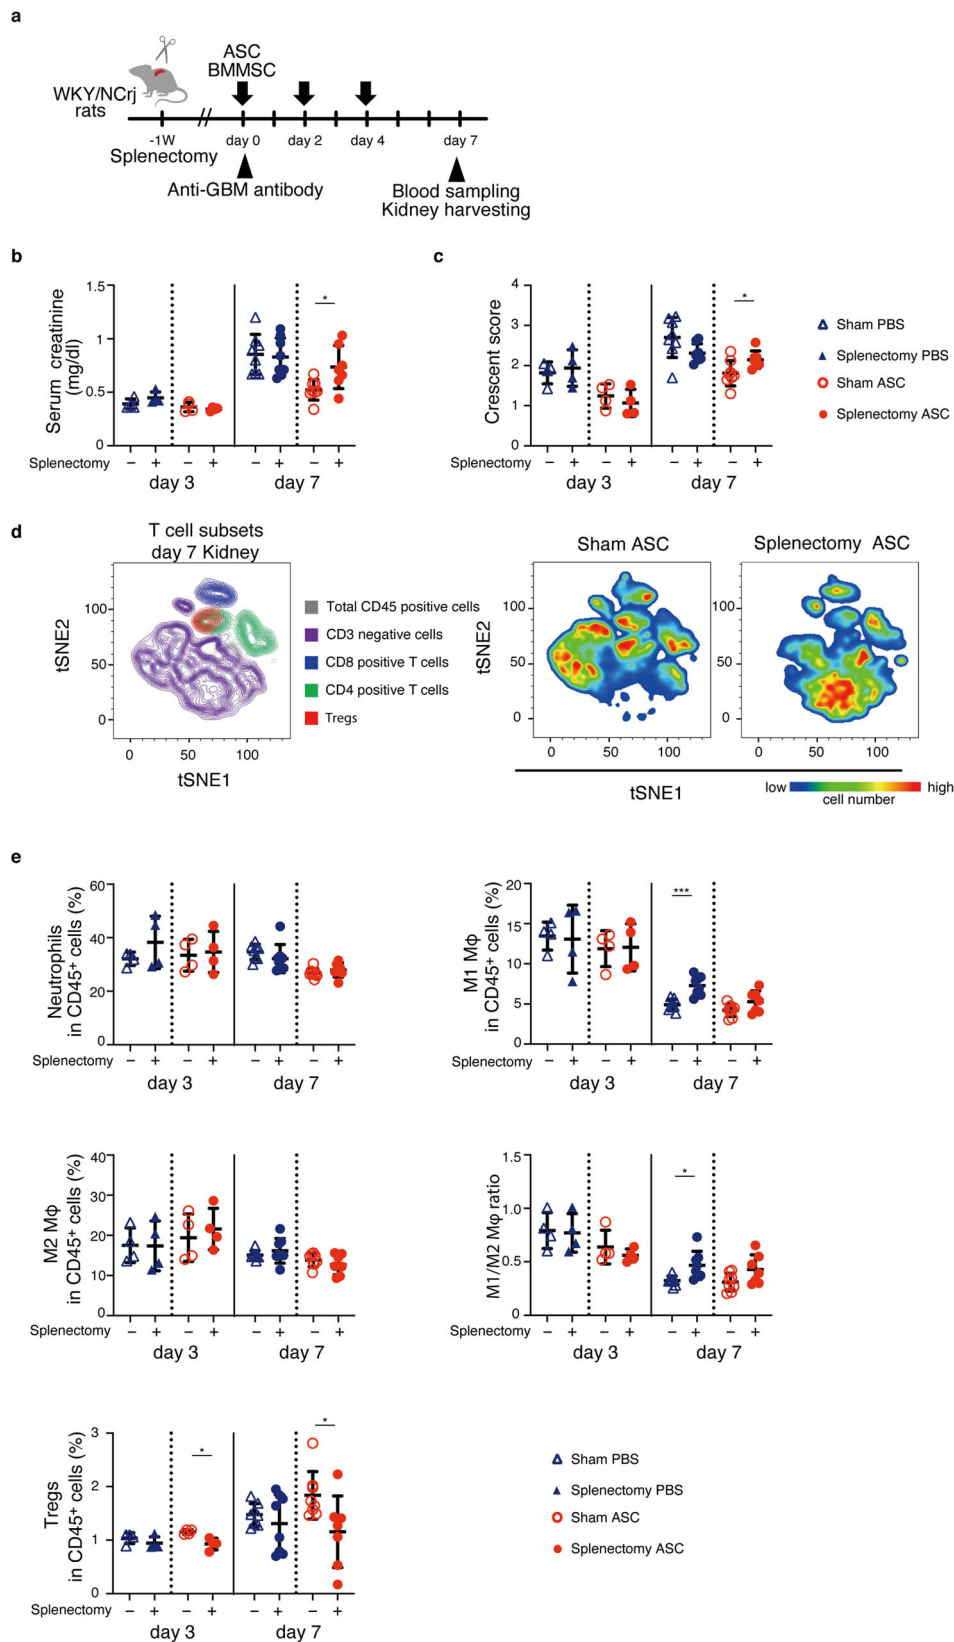 a
ASC
BMMSC
WKY/NCrj
rats
-1W
day 0
day 2
day 4
day 7
Splenectomy
Anti-GBM antibody
Blood sampling
Kidney harvesting
b
Serum creatinine
(mg/dl)
1.5
1
0.5
0
*
Splenectomy
− + − + − + − +
day 3
day 7
c
Crescent score
4
3
2
1
0
*
Splenectomy
− + − + − + − +
day 3
day 7
Sham PBS
Splenectomy PBS
Sham ASC
Splenectomy ASC
d
T cell subsets
day 7 Kidney
tSNE2
100
50
0
0 50 100
tSNE1
Total CD45 positive cells
CD3 negative cells
CD8 positive T cells
CD4 positive T cells
Tregs
Sham ASC
Splenectomy ASC
tSNE2
100
50
0
0 50 100
100
50
0
0 50 100
tSNE1
low
high
cell number
e
Neutrophils
in CD45+ cells (%)
60
40
20
0
Splenectomy
− + − + − + − +
day 3
day 7
M1 Mφ
in CD45+ cells (%)
20
15
10
5
0
***
Splenectomy
− + − + − + − +
day 3
day 7
M2 Mφ
in CD45+ cells (%)
40
30
20
10
0
Splenectomy
− + − + − + − +
day 3
day 7
M1/M2 Mφ ratio
1.5
1.0
0.5
0
*
Splenectomy
− + − + − + − +
day 3
day 7
Tregs
in CD45+ cells (%)
3
2
1
0
*
*
Splenectomy
− + − + − + − +
day 3
day 7
Sham PBS
Splenectomy PBS
Sham ASC
Splenectomy ASC